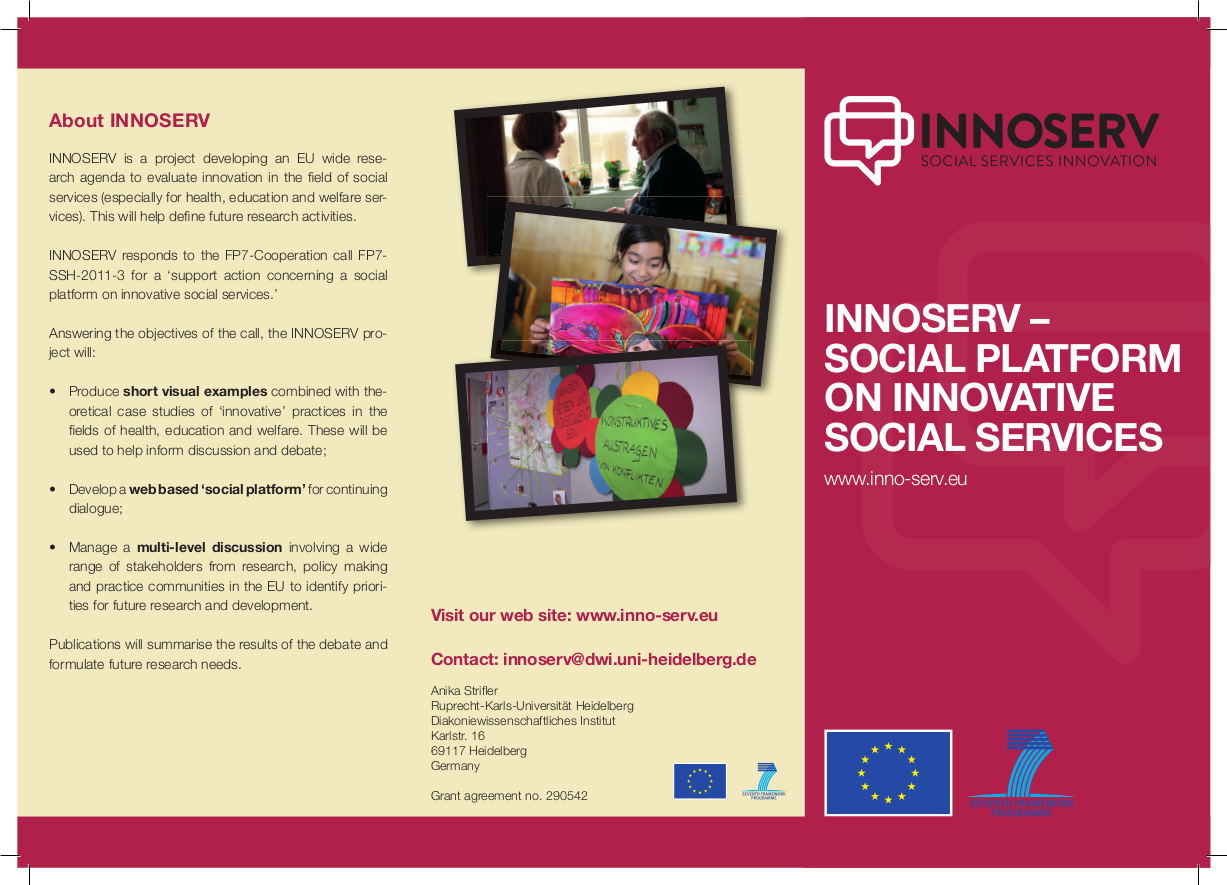 About INNOSERV
INNOSERV is a project developing an EU wide rese-
arch agenda to evaluate innovation in the field of social
services (especially for health, education and welfare ser-
vices). This will help define future research activities.
INNOSERV responds to the FP7-Cooperation call FP7-
SSH-2011-3 for a ‘support action concerning a social
platform on innovative social services.’
Answering the objectives of the call, the INNOSERV pro-
ject will:
• Produce short visual examples combined with the-
oretical case studies of ‘innovative’ practices in the
fields of health, education and welfare. These will be
used to help inform discussion and debate;
• Develop a web based ‘social platform’ for continuing
dialogue;
• Manage a multi-level discussion involving a wide
range of stakeholders from research, policy making
and practice communities in the EU to identify priori-
ties for future research and development.
Publications will summarise the results of the debate and
formulate future research needs.
KONSTRUKTIVES
AUSTRAGEN
VON KONFLIKTEN
Visit our web site: www.inno-serv.eu
Contact: innoserv@dwi.uni-heidelberg.de
Anika Strifler
Ruprecht-Karls-Universität Heidelberg
Diakoniewissenschaftliches Institut
Karlstr. 16
69117 Heidelberg
Germany
Grant agreement no. 290542
SEVENTH FRAMEWORK
PROGRAMME
INNOSERV
SOCIAL SERVICES INNOVATION
INNOSERV –
SOCIAL PLATFORM
ON INNOVATIVE
SOCIAL SERVICES
www.inno-serv.eu
SEVENTH FRAMEWORK
PROGRAMME